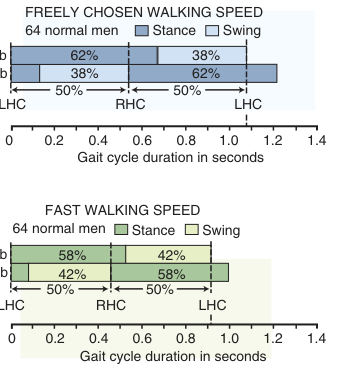 FREELY CHOSEN WALKING SPEED
64 normal men Stance Swing
b 62% 38%
b 38% 62%
50% 50%
LHC RHC LHC
0 0.2 0.4 0.6 0.8 1.0 1.2 1.4
Gait cycle duration in seconds
FAST WALKING SPEED
64 normal men Stance Swing
b 58% 42%
b 42% 58%
50% 50%
LHC RHC LHC
0 0.2 0.4 0.6 0.8 1.0 1.2 1.4
Gait cycle duration in seconds